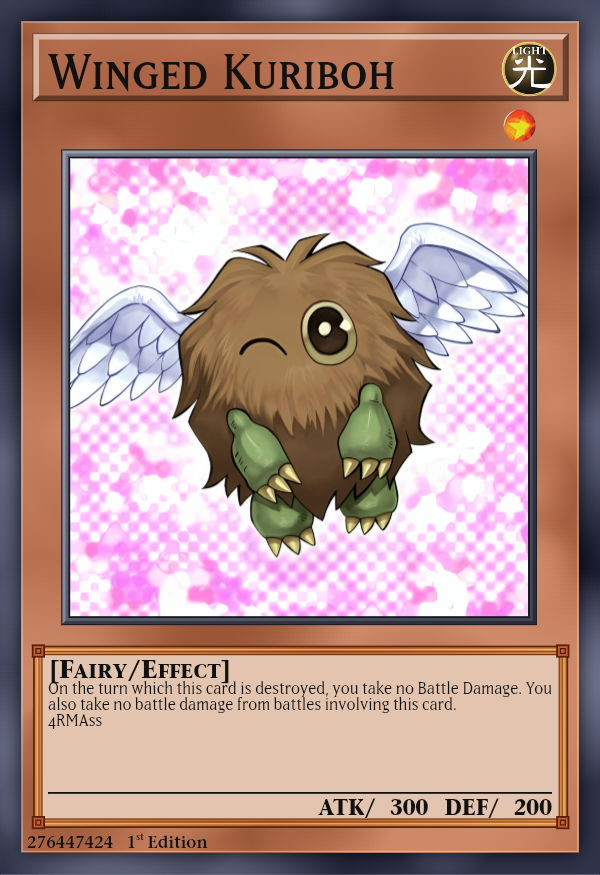 Winged Kuriboh
LIGHT
光
[Fairy/Effect]
On the turn which this card is destroyed, you take no Battle Damage. You
also take no battle damage from battles involving this card.
4RMAss
ATK/ 300 DEF/ 200
276447424 1st Edition